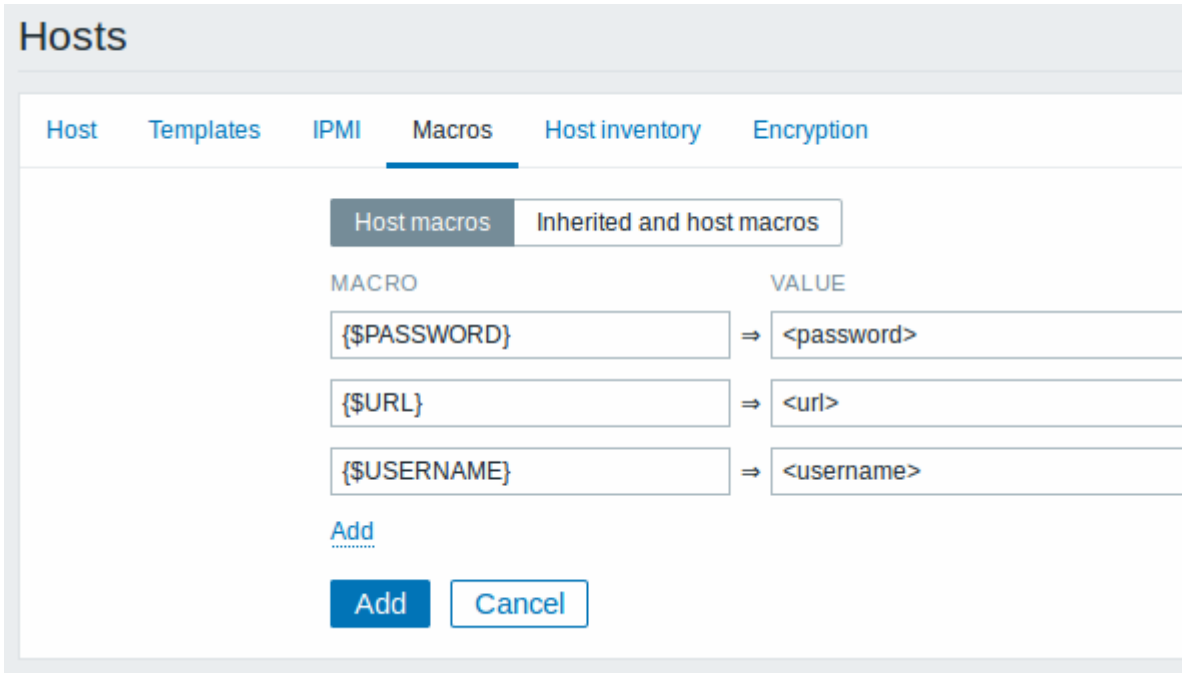 Hosts
Host Templates IPMI Macros Host inventory Encryption
Host macros Inherited and host macros
MACRO VALUE
{$PASSWORD} ⇒ <password>
{$URL} ⇒ <url>
{$USERNAME} ⇒ <username>
Add
Add Cancel